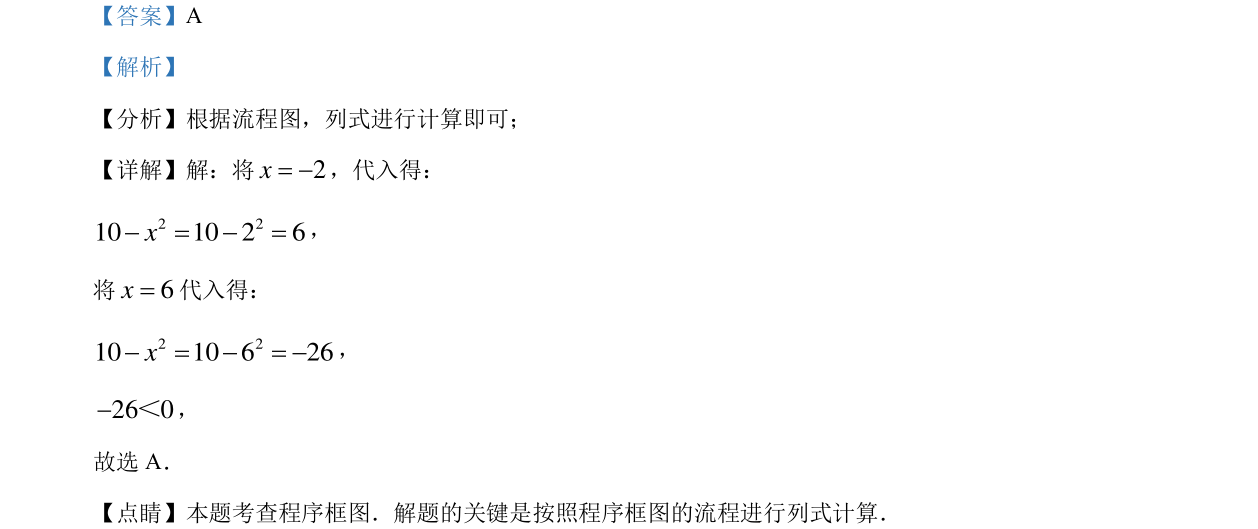 【答案】A
【解析】
【分析】根据流程图，列式进行计算即可；
【详解】解：将 x = −2，代入得：
10 − x² = 10 − 2² = 6，
将 x = 6 代入得：
10 − x² = 10 − 6² = −26，
−26＜0，
故选 A．
【点睛】本题考查程序框图．解题的关键是按照程序框图的流程进行列式计算．